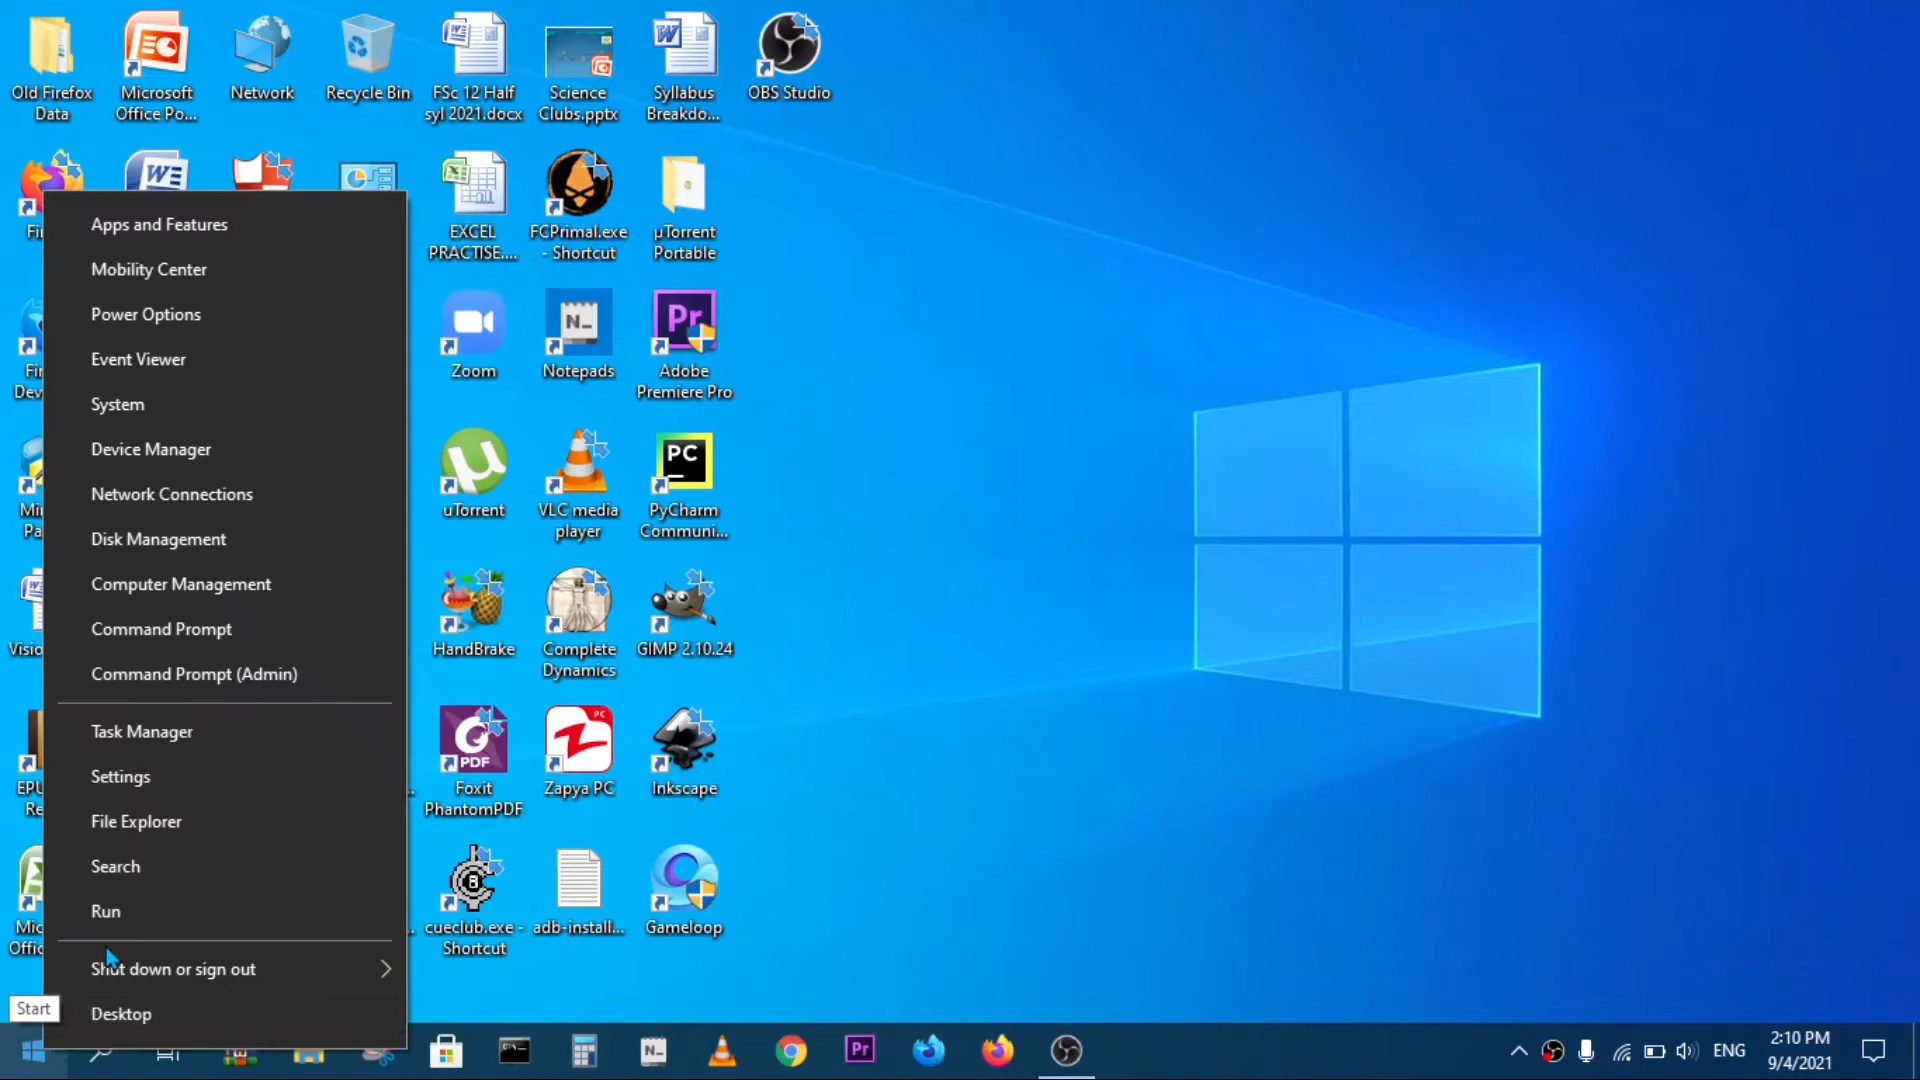 Old Firefox
Data
Microsoft
Office Po...
Network
Recycle Bin
FSc 12 Half
syl 2021.docx
Science
Clubs.pptx
Syllabus
Breakdo...
OBS Studio
EXCEL
PRACTISE....
FCPrimal.exe
- Shortcut
µTorrent
Portable
Zoom
Notepads
Adobe
Premiere Pro
uTorrent
VLC media
player
PyCharm
Communi...
HandBrake
Complete
Dynamics
GIMP 2.10.24
Foxit
PhantomPDF
Zapya PC
Inkscape
cueclub.exe -
Shortcut
adb-install...
Gameloop
Apps and Features
Mobility Center
Power Options
Event Viewer
System
Device Manager
Network Connections
Disk Management
Computer Management
Command Prompt
Command Prompt (Admin)
Task Manager
Settings
File Explorer
Search
Run
Shut down or sign out
Desktop
Start
ENG
2:10 PM
9/4/2021